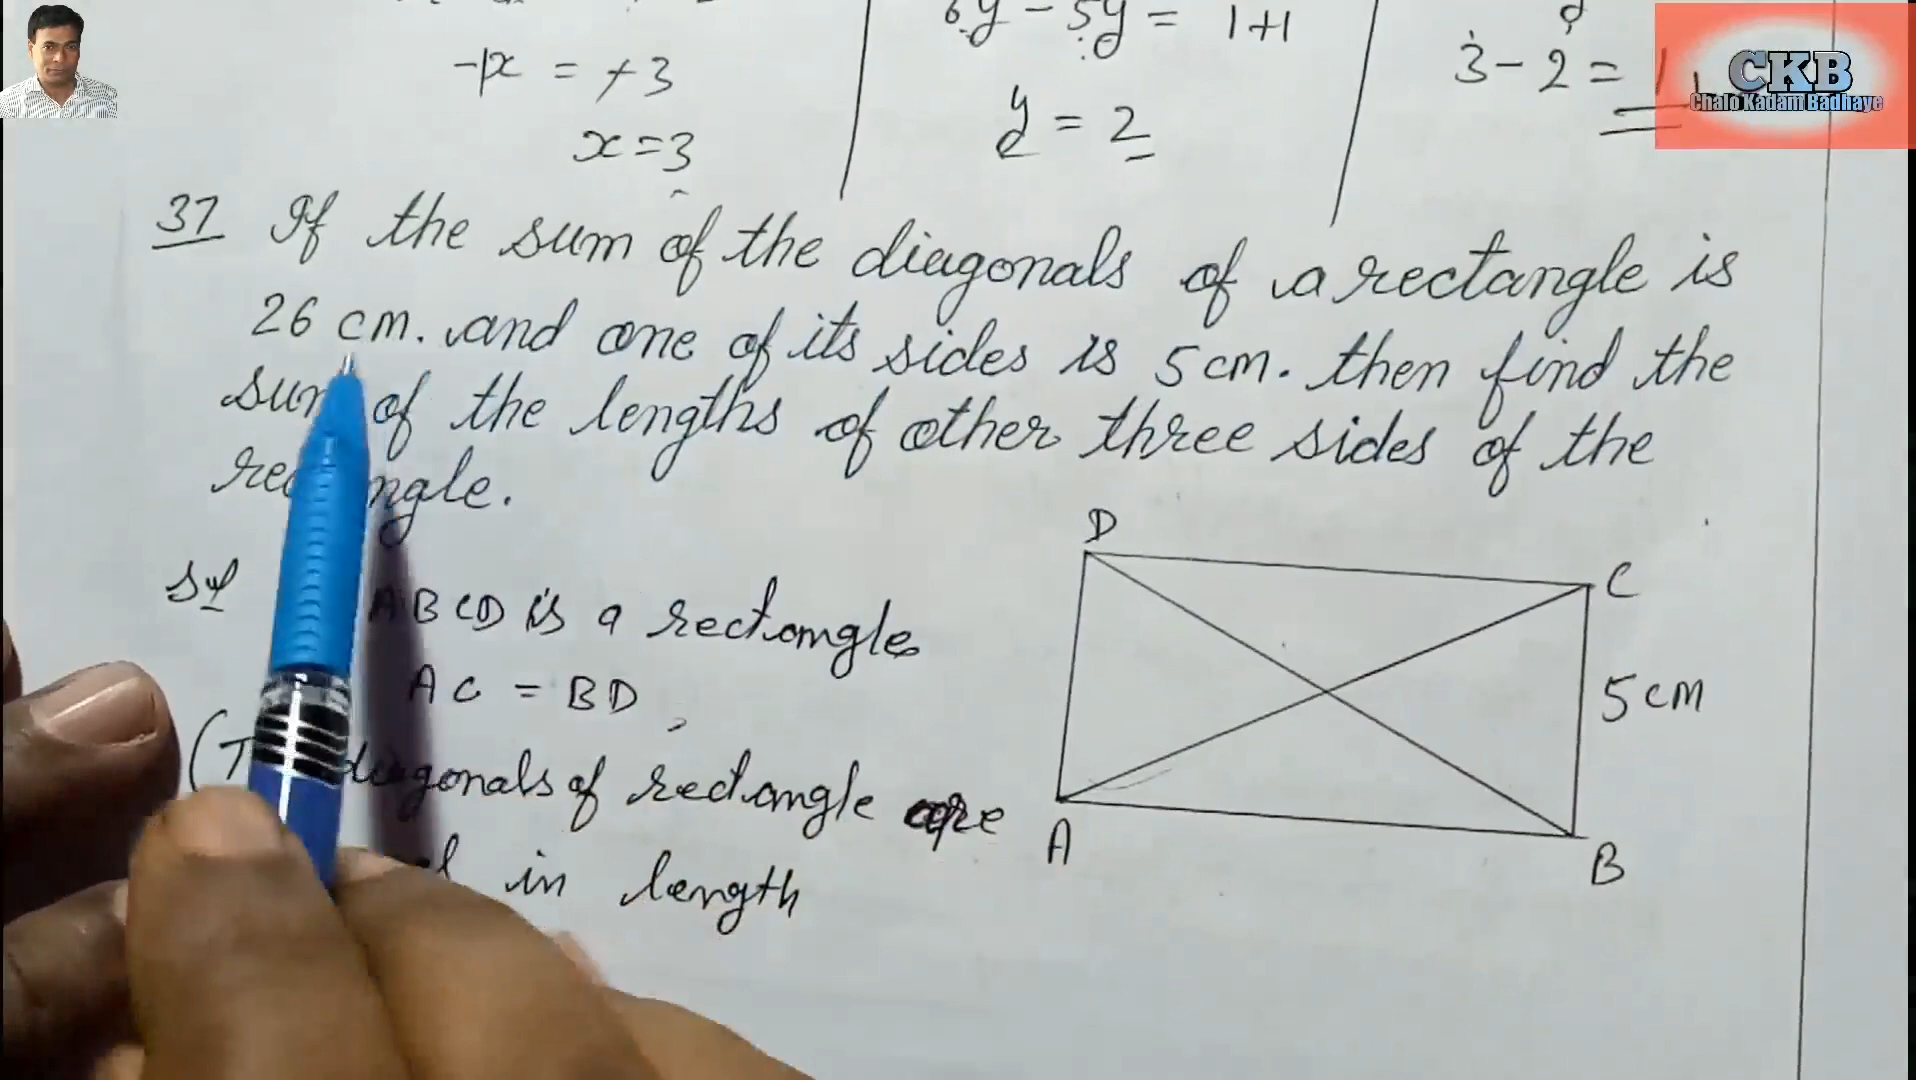 6y - 5y = 1+1
-x = +3
3 - 2 = 1
y = 2
x = 3
CKB
Chalo Kadam Badhaye
37 If the sum of the diagonals of a rectangle is
26 cm. and one of its sides is 5 cm. then find the
sum of the lengths of other three sides of the
rectangle.
Sol
ABCD is a rectangle
AC = BD,
diagonals of rectangle are
in length
D
C
5 cm
A
B